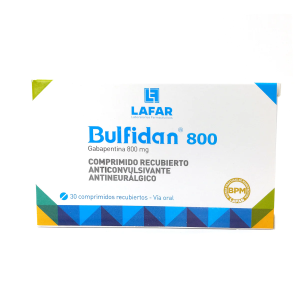 LAFAR
Bulfidan® 800
Gabapentina 800 mg
COMPRIMIDO RECUBIERTO
ANTICONVULSIVANTE
ANTINEURÁLGICO
30 comprimidos recubiertos - Vía oral
BPM